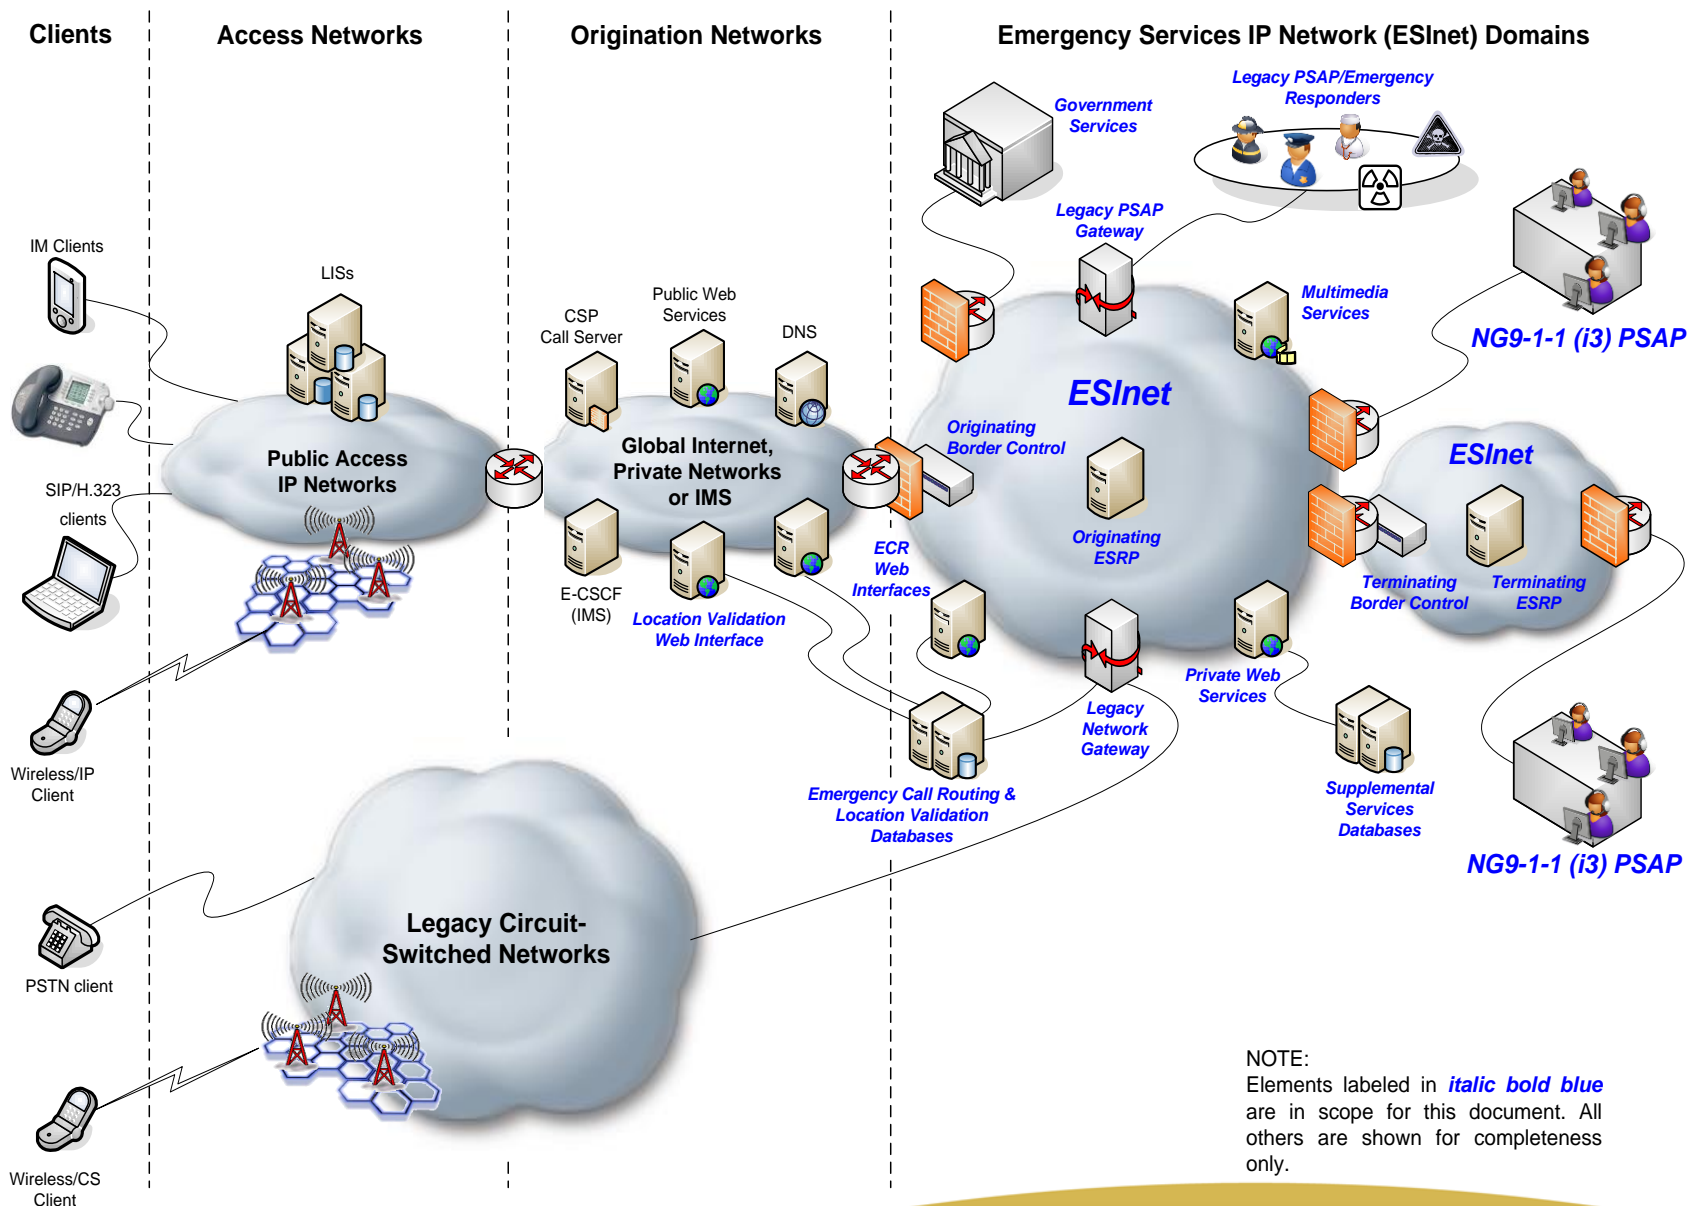 Clients
Access Networks
Origination Networks
Emergency Services IP Network (ESInet) Domains
Government
Services
Legacy PSAP/Emergency
Responders
Legacy PSAP
Gateway
IM Clients
LISs
Public Web
Services
CSP
Call Server
DNS
Multimedia
Services
NG9-1-1 (i3) PSAP
ESInet
Originating
Border Control
Public Access
IP Networks
Global Internet,
Private Networks
or IMS
ESInet
SIP/H.323
clients
Originating
ESRP
ECR
Web
Interfaces
E-CSCF
(IMS)
Location Validation
Web Interface
Terminating
Border Control
Terminating
ESRP
Private Web
Services
Legacy
Network
Gateway
Wireless/IP
Client
Emergency Call Routing &
Location Validation
Databases
Supplemental
Services
Databases
NG9-1-1 (i3) PSAP
Legacy Circuit-
Switched Networks
PSTN client
Wireless/CS
Client
NOTE:
Elements labeled in italic bold blue
are in scope for this document. All
others are shown for completeness
only.